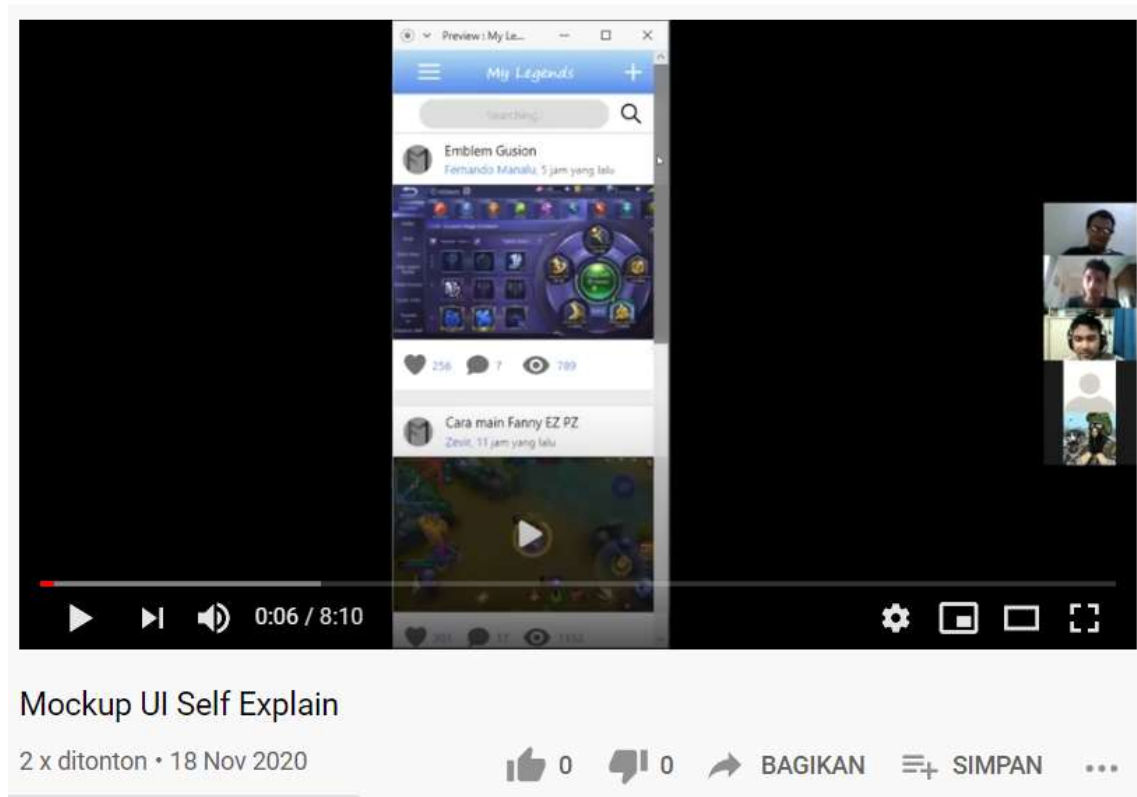 Preview : My Le...
My Legends
Searching..
Emblem Gusion
Fernando Manalu, 5 jam yang lalu
256 7 789
Cara main Fanny EZ PZ
Zevir, 11 jam yang lalu
0:06 / 8:10
Mockup UI Self Explain
2 x ditonton • 18 Nov 2020
0 0 BAGIKAN SIMPAN